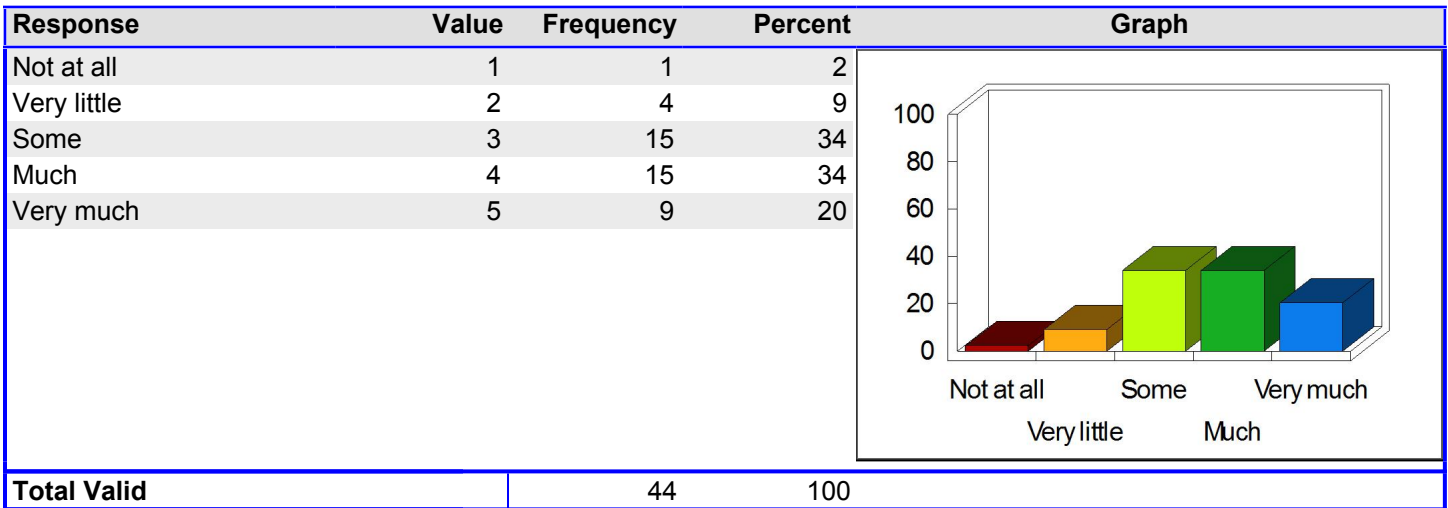 Response Value Frequency Percent Graph
Not at all 1 1 2
Very little 2 4 9
Some 3 15 34
Much 4 15 34
Very much 5 9 20
100
80
60
40
20
0
Not at all Some Very much
Very little Much
Total Valid 44 100